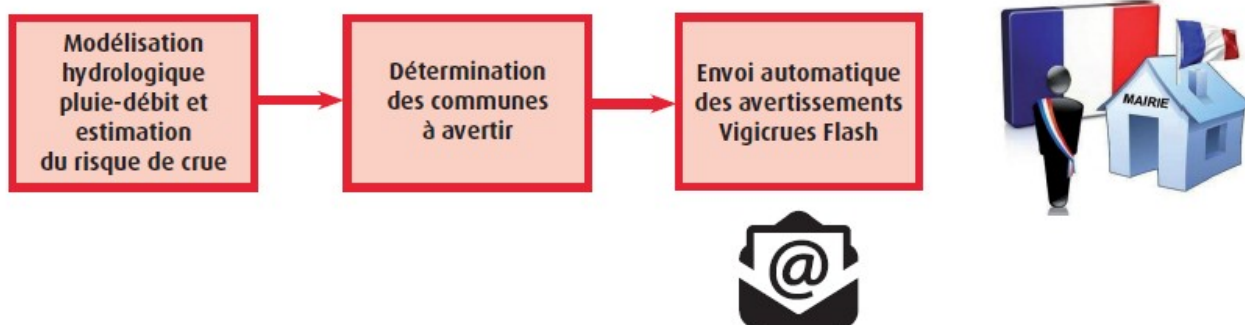 Modélisation
hydrologique
pluie-débit et
estimation
du risque de crue
Détermination
des communes
à avertir
Envoi automatique
des avertissements
Vigicrues Flash
MAIRIE
@